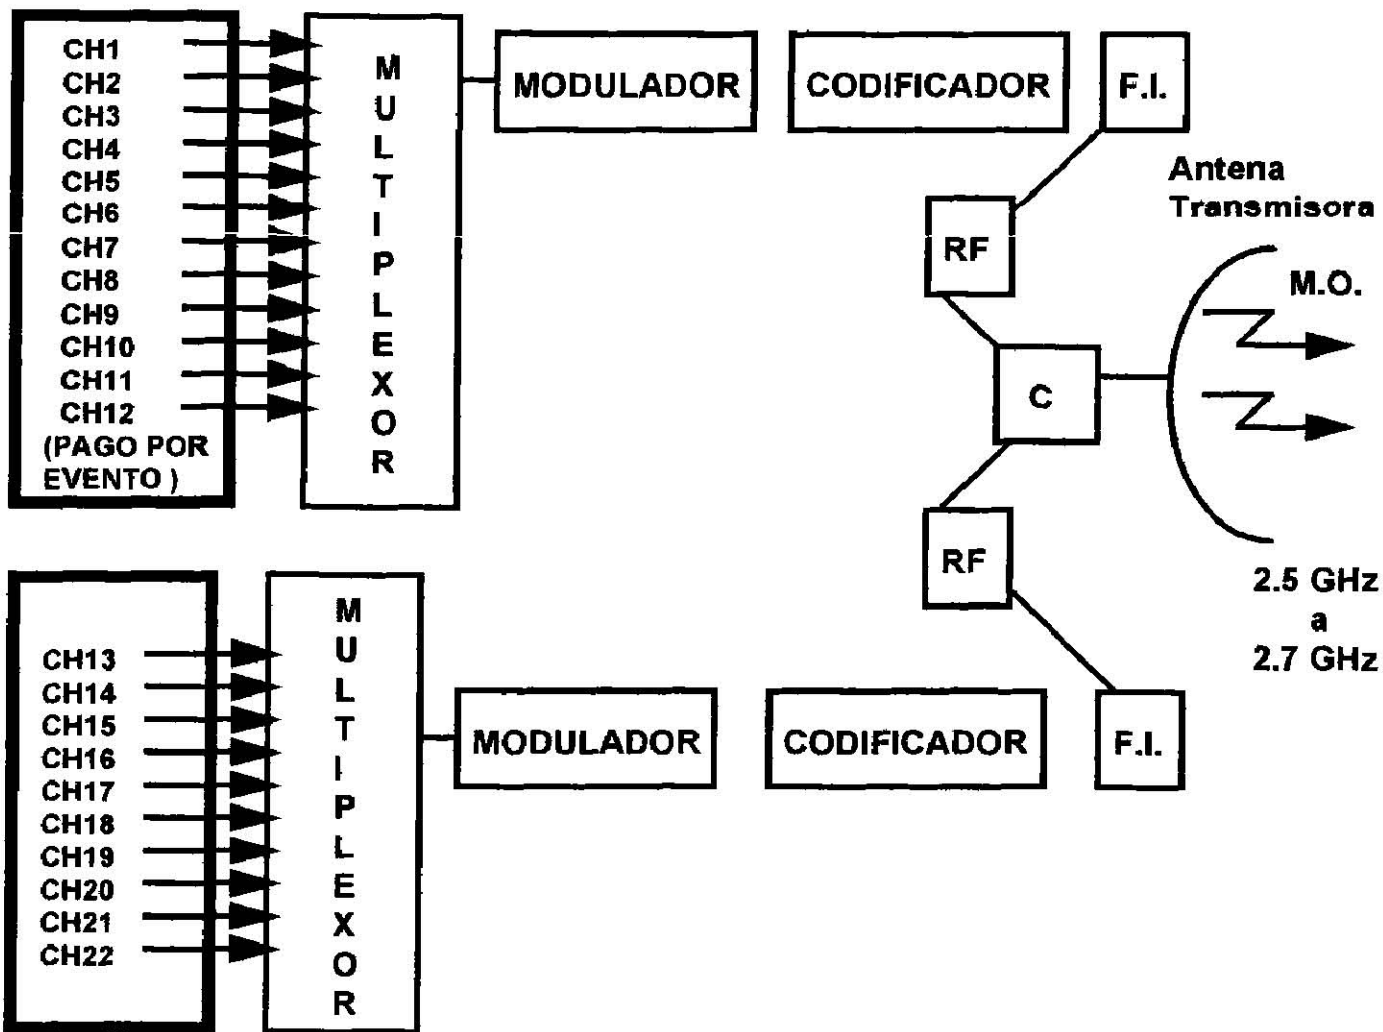 CH1
CH2
CH3
CH4
CH5
CH6
CH7
CH8
CH9
CH10
CH11
CH12
(PAGO POR
EVENTO )
MULTIPLEXOR
MODULADOR
CODIFICADOR
F.I.
RF
C
RF
Antena
Transmisora
M.O.
2.5 GHz
a
2.7 GHz
CH13
CH14
CH15
CH16
CH17
CH18
CH19
CH20
CH21
CH22
MULTIPLEXOR
MODULADOR
CODIFICADOR
F.I.